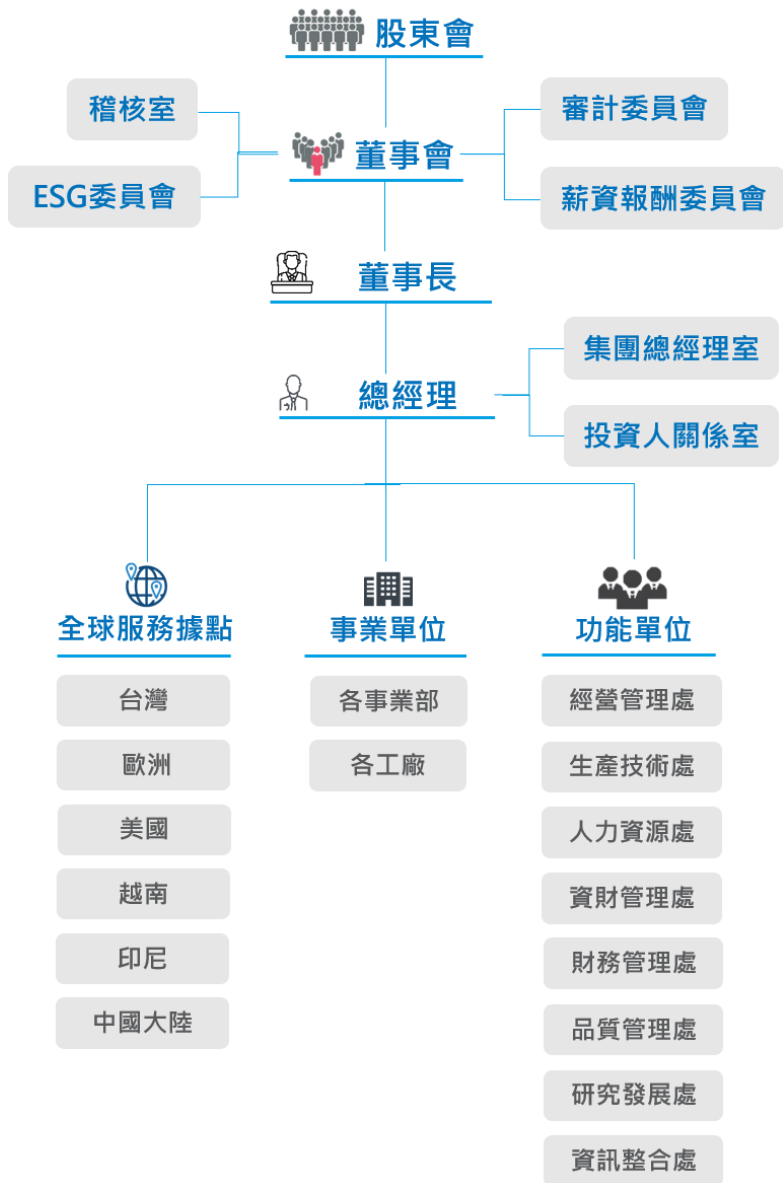 股東會
稽核室
審計委員會
董事會
ESG委員會
薪資報酬委員會
董事長
集團總經理室
總經理
投資人關係室
全球服務據點
台灣
歐洲
美國
越南
印尼
中國大陸
事業單位
各事業部
各工廠
功能單位
經營管理處
生產技術處
人力資源處
資財管理處
財務管理處
品質管理處
研究發展處
資訊整合處